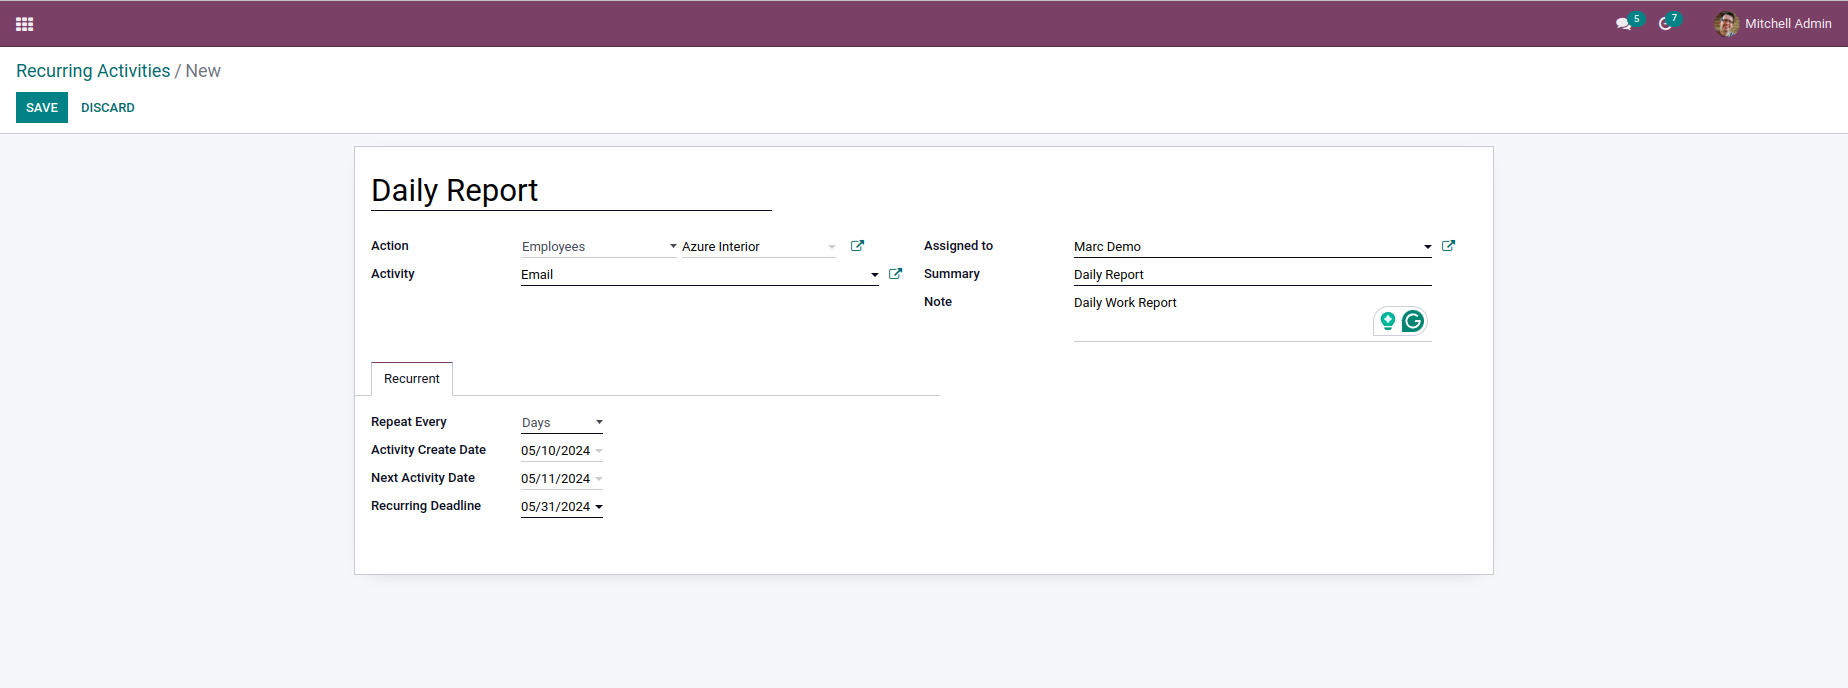 5 7 Mitchell Admin
Recurring Activities / New
SAVE DISCARD
Daily Report
Action Employees Azure Interior
Activity Email
Assigned to Marc Demo
Summary Daily Report
Note Daily Work Report
Recurrent
Repeat Every Days
Activity Create Date 05/10/2024
Next Activity Date 05/11/2024
Recurring Deadline 05/31/2024